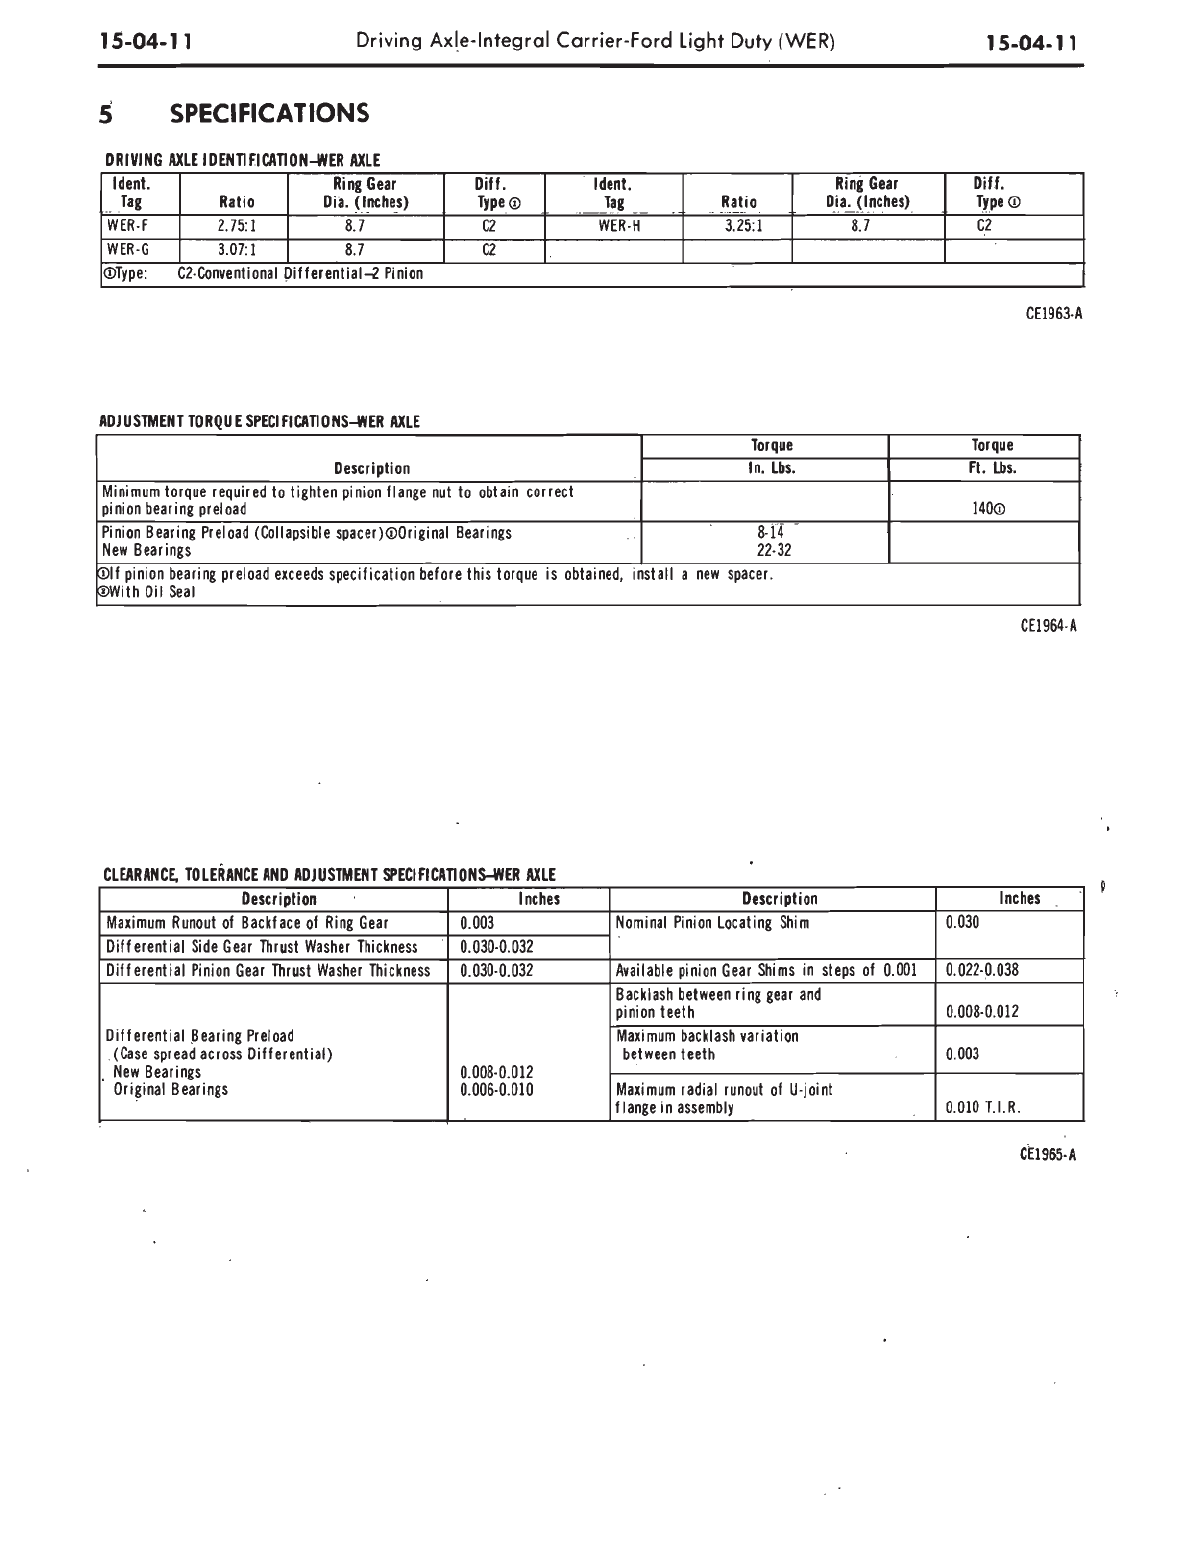 15-04-11 Driving Axle-Integral Carrier-Ford Light Duty (WER) 15-04-11
5 SPECIFICATIONS
DRIVING AXLE IDENTIFICATION-WER AXLE
Ident. Tag Ratio Ring Gear Dia. (Inches) Diff. Type ① Ident. Tag Ratio Ring Gear Dia. (Inches) Diff. Type ①
WER-F 2.75:1 8.7 C2 WER-H 3.25:1 8.7 C2
WER-G 3.07:1 8.7 C2
①Type: C2-Conventional Differential-2 Pinion
CE1963-A
ADJUSTMENT TORQUE SPECIFICATIONS-WER AXLE
Torque Torque
Description In. Lbs. Ft. Lbs.
Minimum torque required to tighten pinion flange nut to obtain correct
pinion bearing preload 140①
Pinion Bearing Preload (Collapsible spacer)②Original Bearings 8-14
New Bearings 22-32
①If pinion bearing preload exceeds specification before this torque is obtained, install a new spacer.
②With Oil Seal
CE1964-A
CLEARANCE, TOLERANCE AND ADJUSTMENT SPECIFICATIONS-WER AXLE
Description Inches Description Inches
Maximum Runout of Backface of Ring Gear 0.003 Nominal Pinion Locating Shim 0.030
Differential Side Gear Thrust Washer Thickness 0.030-0.032
Differential Pinion Gear Thrust Washer Thickness 0.030-0.032 Available pinion Gear Shims in steps of 0.001 0.022-0.038
Backlash between ring gear and
pinion teeth 0.008-0.012
Differential Bearing Preload Maximum backlash variation
(Case spread across Differential) between teeth 0.003
New Bearings 0.008-0.012
Original Bearings 0.006-0.010 Maximum radial runout of U-joint
flange in assembly 0.010 T.I.R.
CE1965-A